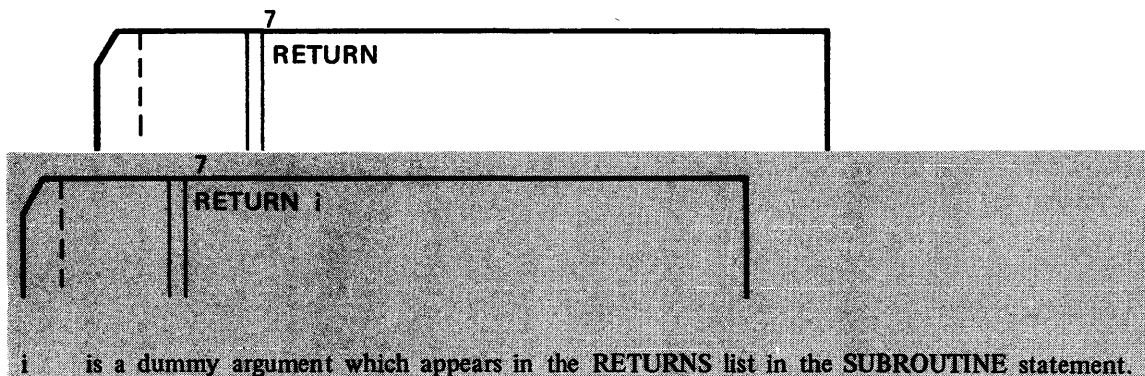 7
RETURN
7
RETURN i
i is a dummy argument which appears in the RETURNS list in the SUBROUTINE statement.